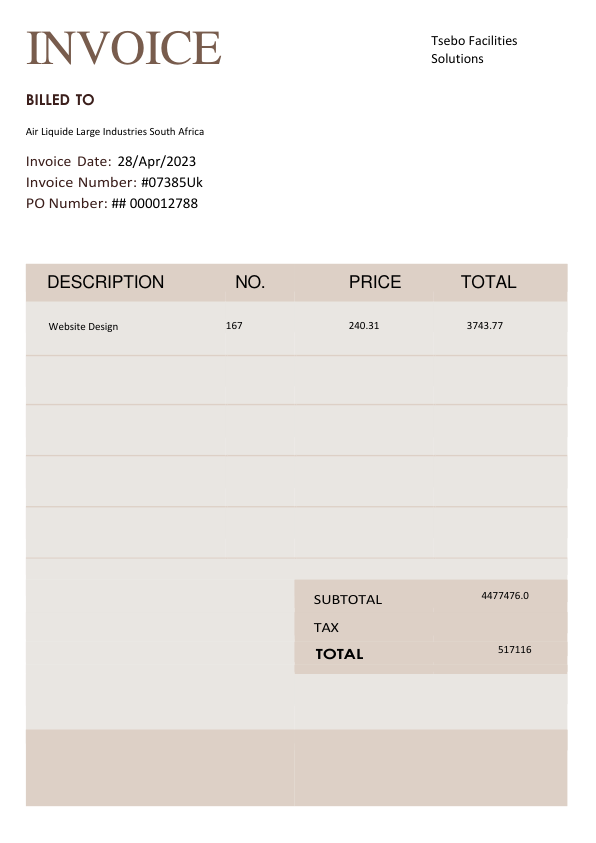 INVOICE
Tsebo Facilities
Solutions
BILLED TO
Air Liquide Large Industries South Africa
Invoice Date: 28/Apr/2023
Invoice Number: #07385Uk
PO Number: ## 000012788
DESCRIPTION NO. PRICE TOTAL
Website Design 167 240.31 3743.77
SUBTOTAL 4477476.0
TAX
TOTAL 517116